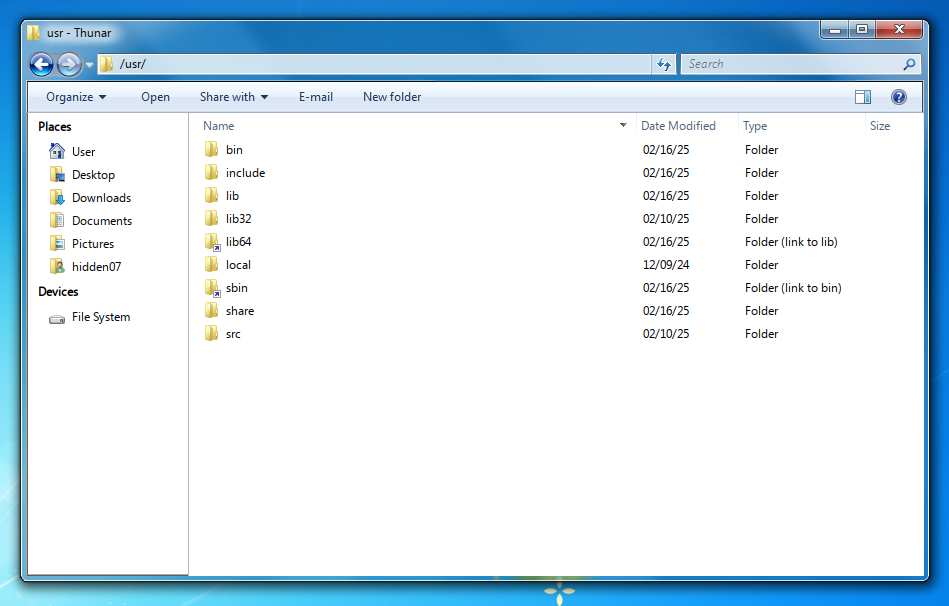 usr - Thunar
/usr/ Search
Organize Open Share with E-mail New folder
Places
User
Desktop
Downloads
Documents
Pictures
hidden07
Devices
File System
Name Date Modified Type Size
bin 02/16/25 Folder
include 02/16/25 Folder
lib 02/16/25 Folder
lib32 02/10/25 Folder
lib64 02/16/25 Folder (link to lib)
local 12/09/24 Folder
sbin 02/16/25 Folder (link to bin)
share 02/16/25 Folder
src 02/10/25 Folder